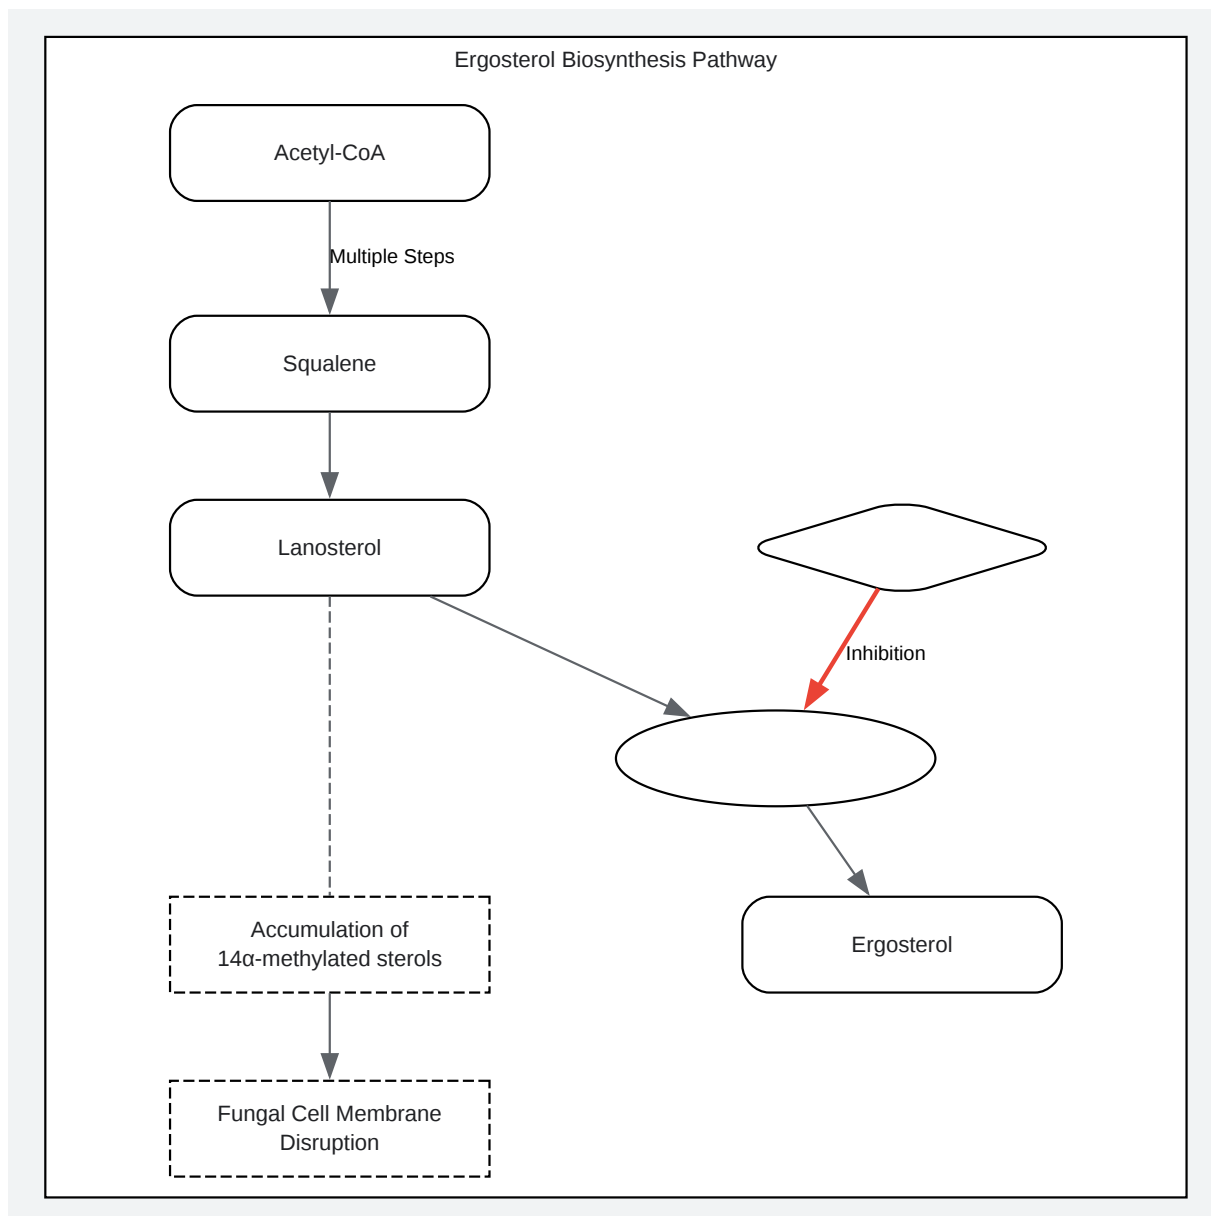 Ergosterol Biosynthesis Pathway
Acetyl-CoA
Multiple Steps
Squalene
Lanosterol
Inhibition
Accumulation of
14α-methylated sterols
Ergosterol
Fungal Cell Membrane
Disruption